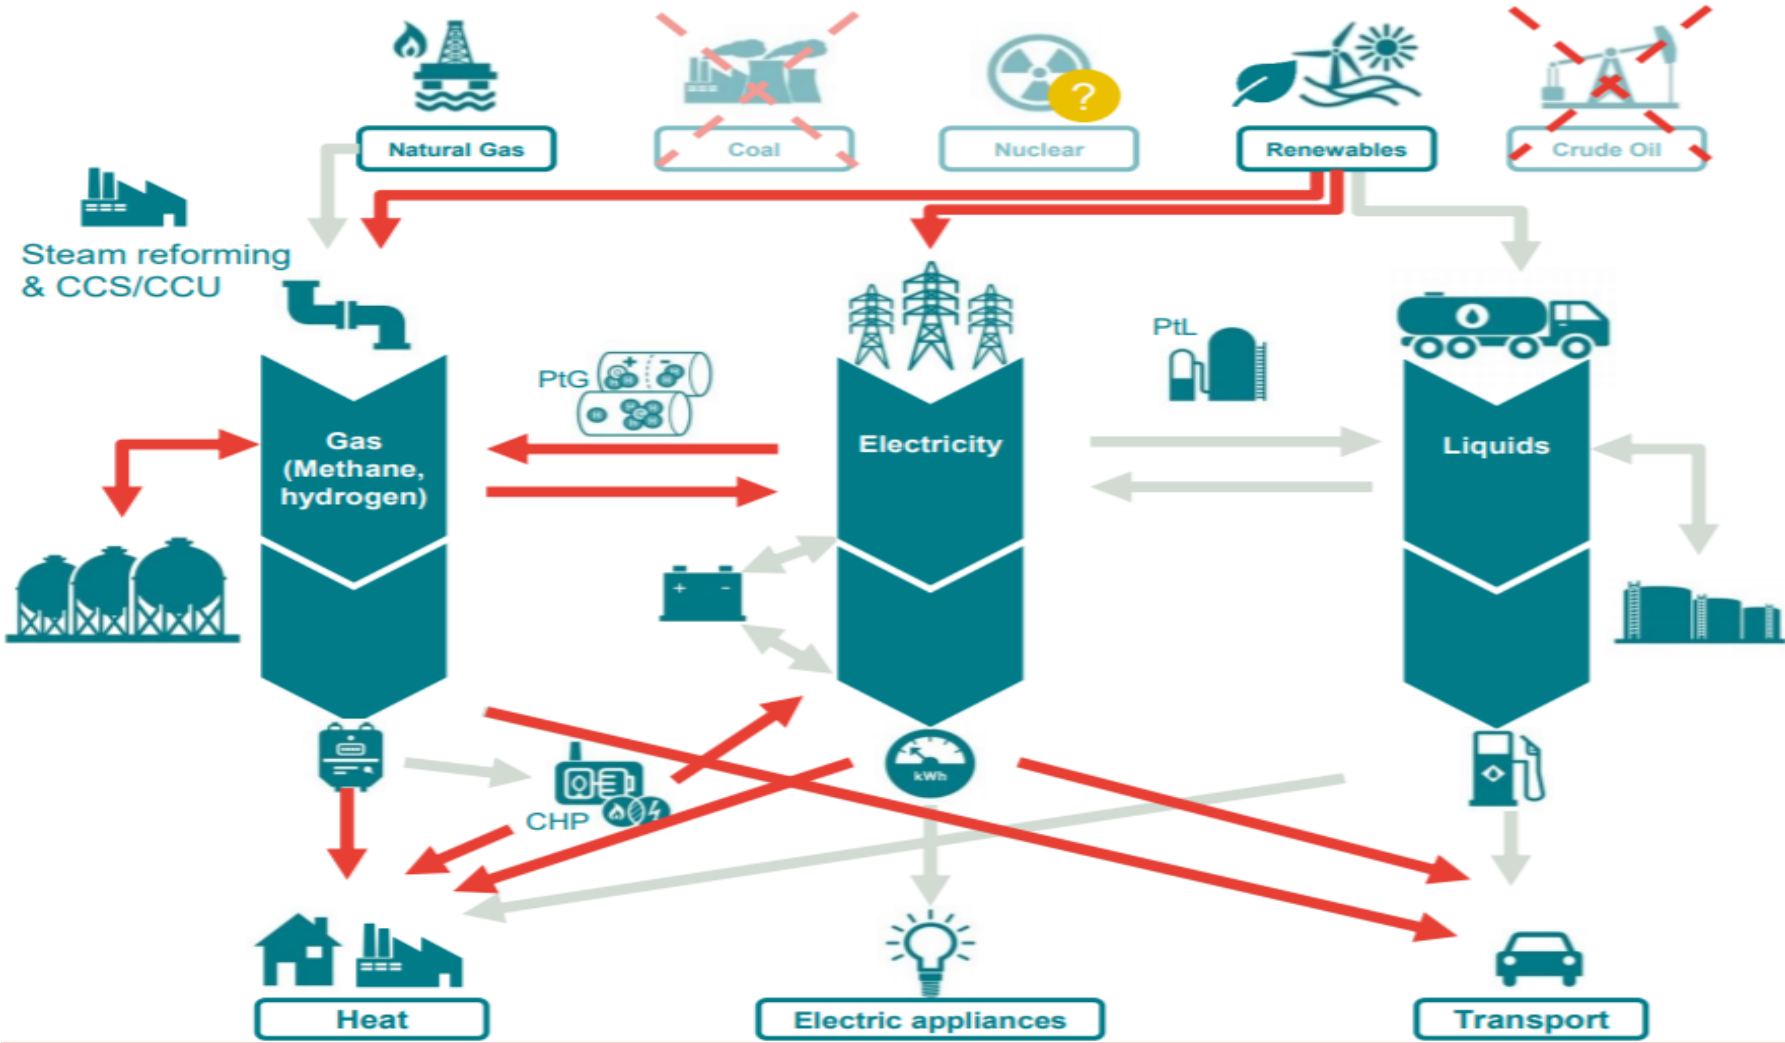 ?
Natural Gas
Coal
Nuclear
Renewables
Crude Oil
Steam reforming
& CCS/CCU
PtL
PtG
Gas
(Methane,
hydrogen)
Electricity
Liquids
kWh
CHP
Heat
Electric appliances
Transport